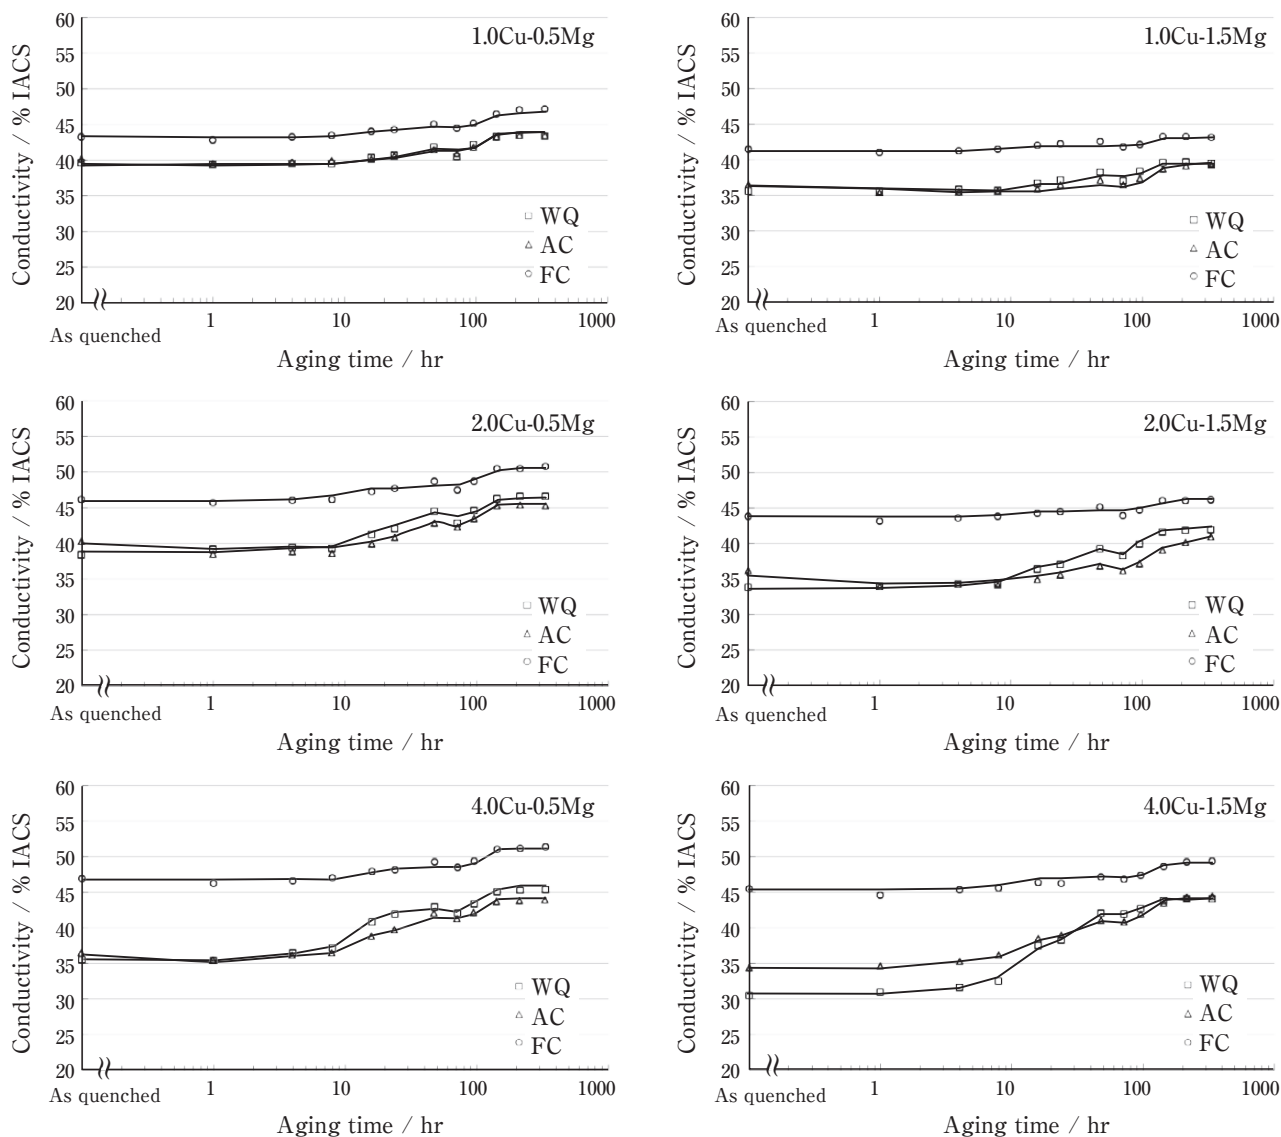 1.0Cu-0.5Mg
Conductivity / % IACS
60
55
50
45
40
35
30
25
20
WQ
AC
FC
As quenched
1
10
100
1000
Aging time / hr
1.0Cu-1.5Mg
Conductivity / % IACS
60
55
50
45
40
35
30
25
20
WQ
AC
FC
As quenched
1
10
100
1000
Aging time / hr
2.0Cu-0.5Mg
Conductivity / % IACS
60
55
50
45
40
35
30
25
20
WQ
AC
FC
As quenched
1
10
100
1000
Aging time / hr
2.0Cu-1.5Mg
Conductivity / % IACS
60
55
50
45
40
35
30
25
20
WQ
AC
FC
As quenched
1
10
100
1000
Aging time / hr
4.0Cu-0.5Mg
Conductivity / % IACS
60
55
50
45
40
35
30
25
20
WQ
AC
FC
As quenched
1
10
100
1000
Aging time / hr
4.0Cu-1.5Mg
Conductivity / % IACS
60
55
50
45
40
35
30
25
20
WQ
AC
FC
As quenched
1
10
100
1000
Aging time / hr